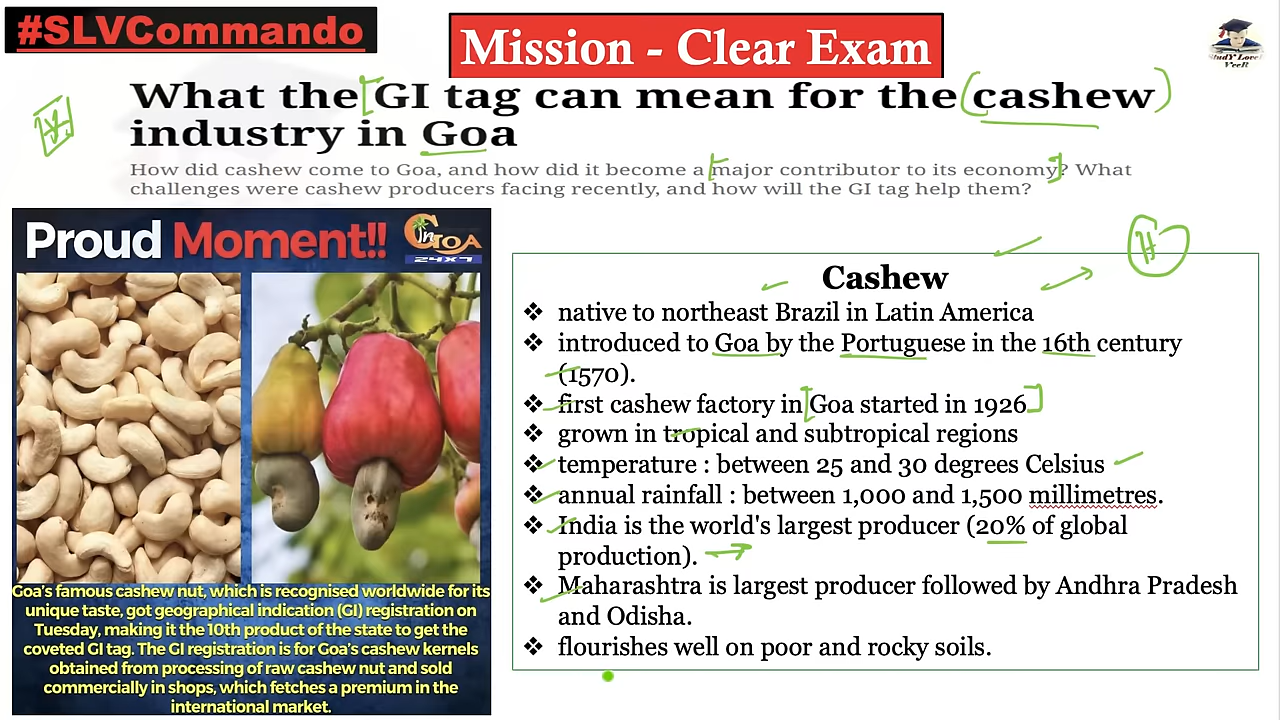 #SLVCommando
Mission - Clear Exam
StudY LoveR
VeeR
What the GI tag can mean for the cashew
industry in Goa
How did cashew come to Goa, and how did it become a major contributor to its economy? What
challenges were cashew producers facing recently, and how will the GI tag help them?
Proud Moment!!
In GOA
24X7
Goa's famous cashew nut, which is recognised worldwide for its
unique taste, got geographical indication (GI) registration on
Tuesday, making it the 10th product of the state to get the
coveted GI tag. The GI registration is for Goa's cashew kernels
obtained from processing of raw cashew nut and sold
commercially in shops, which fetches a premium in the
international market.
Cashew
❖ native to northeast Brazil in Latin America
❖ introduced to Goa by the Portuguese in the 16th century
(1570).
❖ first cashew factory in Goa started in 1926.
❖ grown in tropical and subtropical regions
❖ temperature : between 25 and 30 degrees Celsius
❖ annual rainfall : between 1,000 and 1,500 millimetres.
❖ India is the world's largest producer (20% of global
production).
❖ Maharashtra is largest producer followed by Andhra Pradesh
and Odisha.
❖ flourishes well on poor and rocky soils.